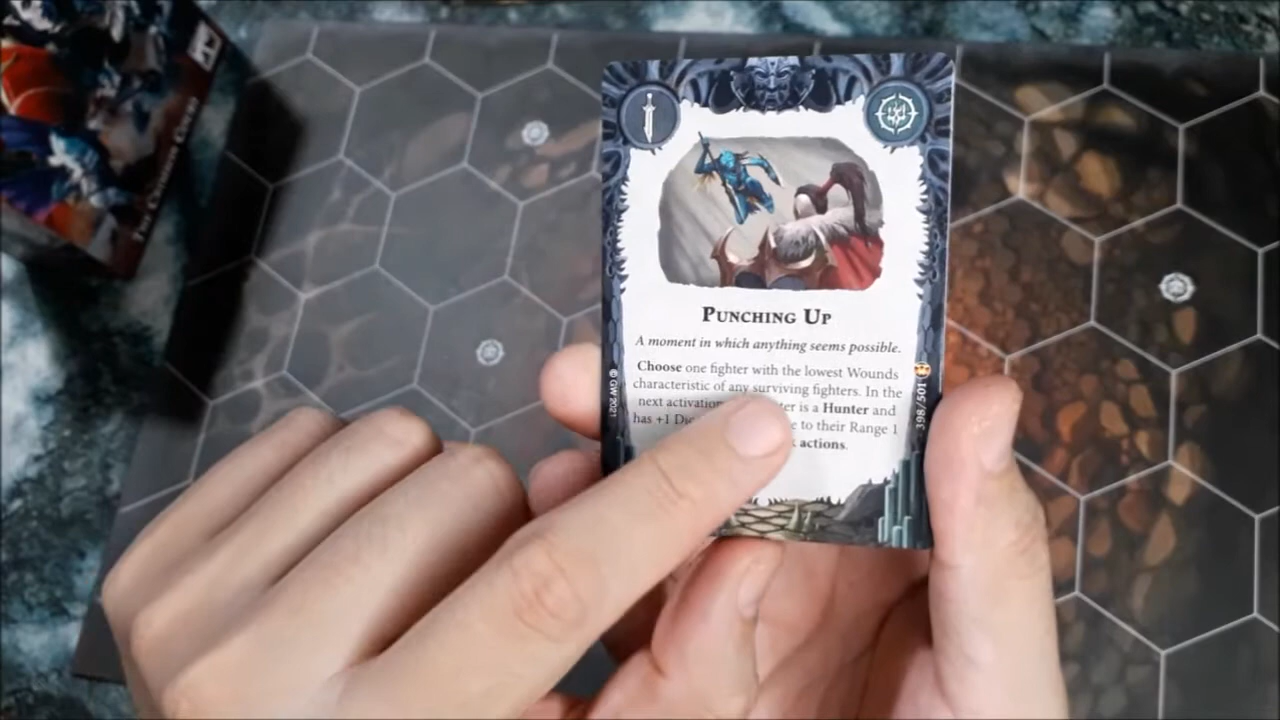 PUNCHING UP
A moment in which anything seems possible.
Choose one fighter with the lowest Wounds
characteristic of any surviving fighters. In the
next activation is a Hunter and
has +1 to their Range 1
actions.
© GW 2021
398/501